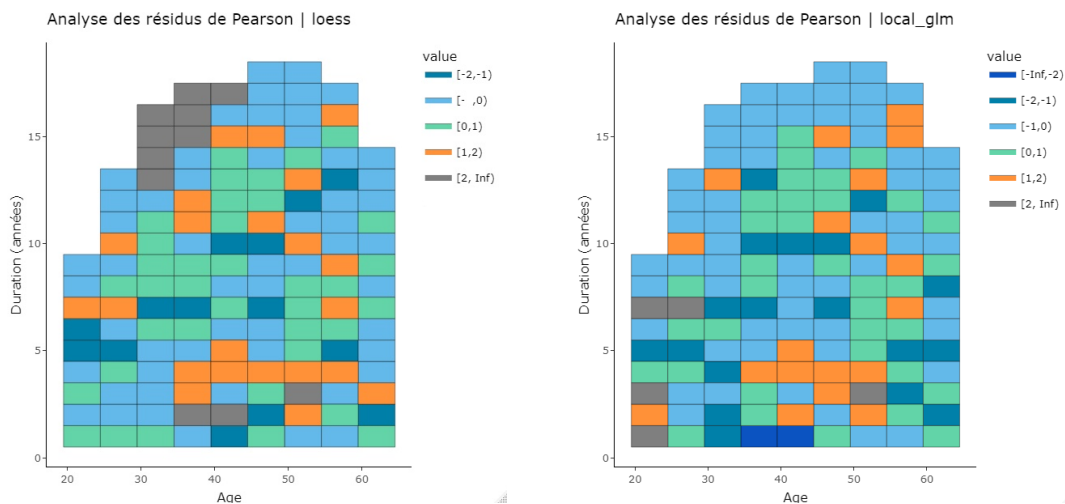 Analyse des résidus de Pearson | loess
value
[-2,-1)
[- ,0)
[0,1)
[1,2)
[2, Inf)
Duration (années)
15
10
5
0
20 30 40 50 60
Age
Analyse des résidus de Pearson | local_glm
value
[-Inf,-2)
[-2,-1)
[-1,0)
[0,1)
[1,2)
[2, Inf)
Duration (années)
15
10
5
0
20 30 40 50 60
Age